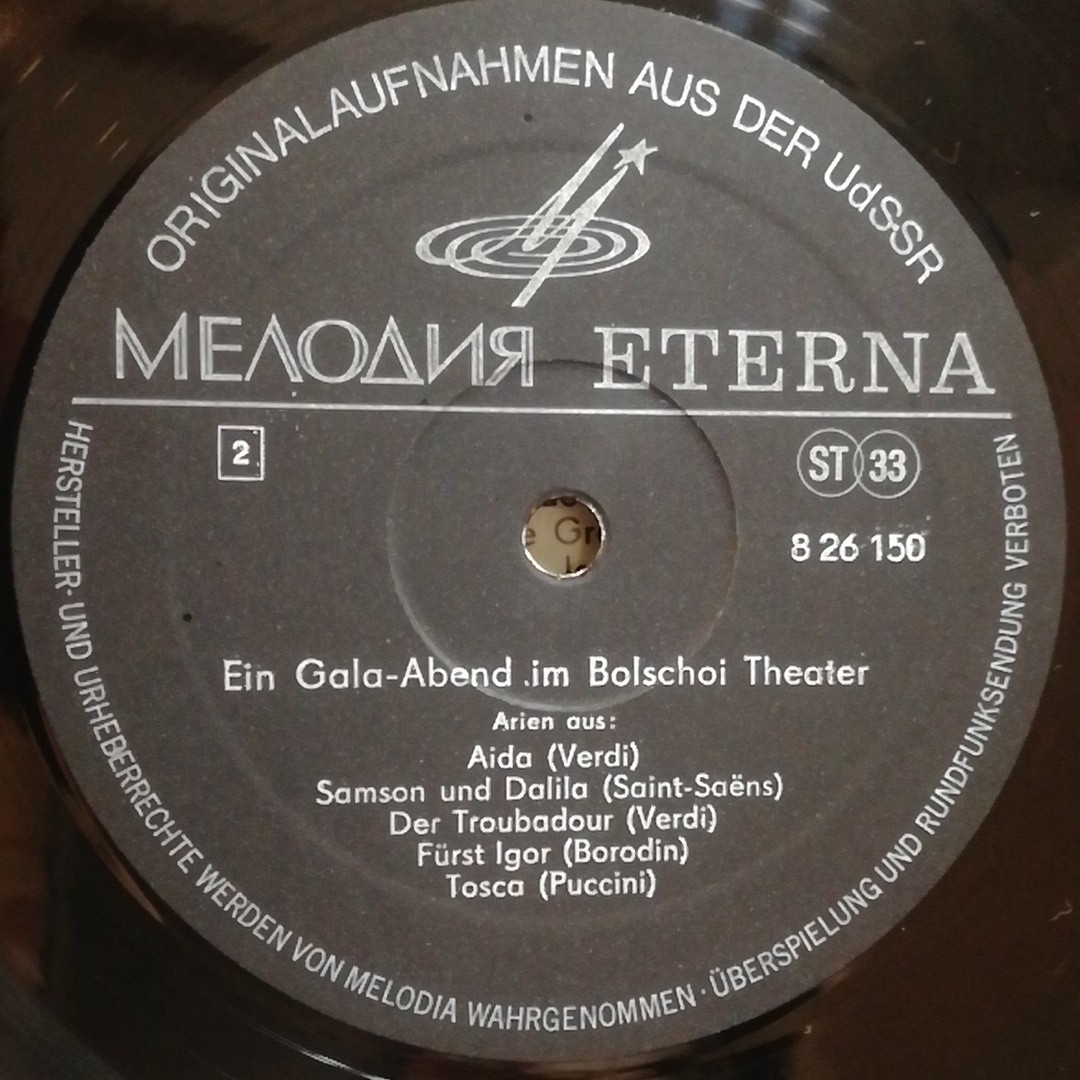 ORIGINALAUFNAHMEN AUS DER UdSSR
МЕЛОДИЯ ETERNA
2
ST 33
8 26 150
Gr
Ein Gala-Abend im Bolschoi Theater
Arien aus:
Aida (Verdi)
Samson und Dalila (Saint-Saëns)
Der Troubadour (Verdi)
Fürst Igor (Borodin)
Tosca (Puccini)
HERSTELLER- UND URHEBERRECHTE WERDEN VON MELODIA WAHRGENOMMEN · ÜBERSPIELUNG UND RUNDFUNKSENDUNG VERBOTEN